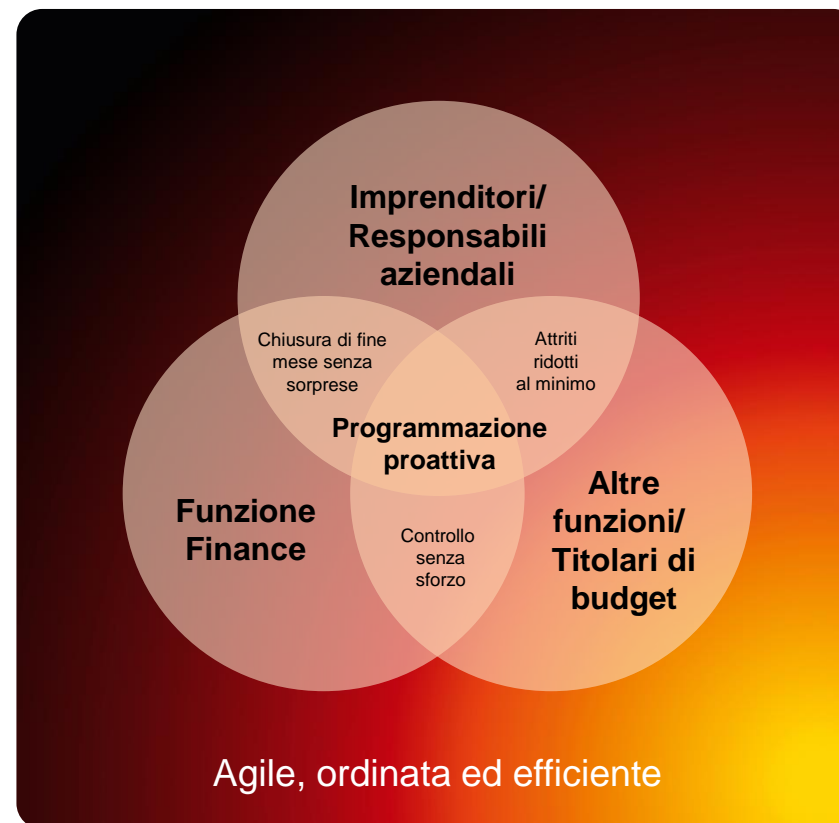 Imprenditori/
Responsabili
aziendali
Chiusura di fine
mese senza
sorprese
Attriti
ridotti
al minimo
Programmazione
proattiva
Funzione
Finance
Altre
funzioni/
Titolari di
budget
Controllo
senza
sforzo
Agile, ordinata ed efficiente